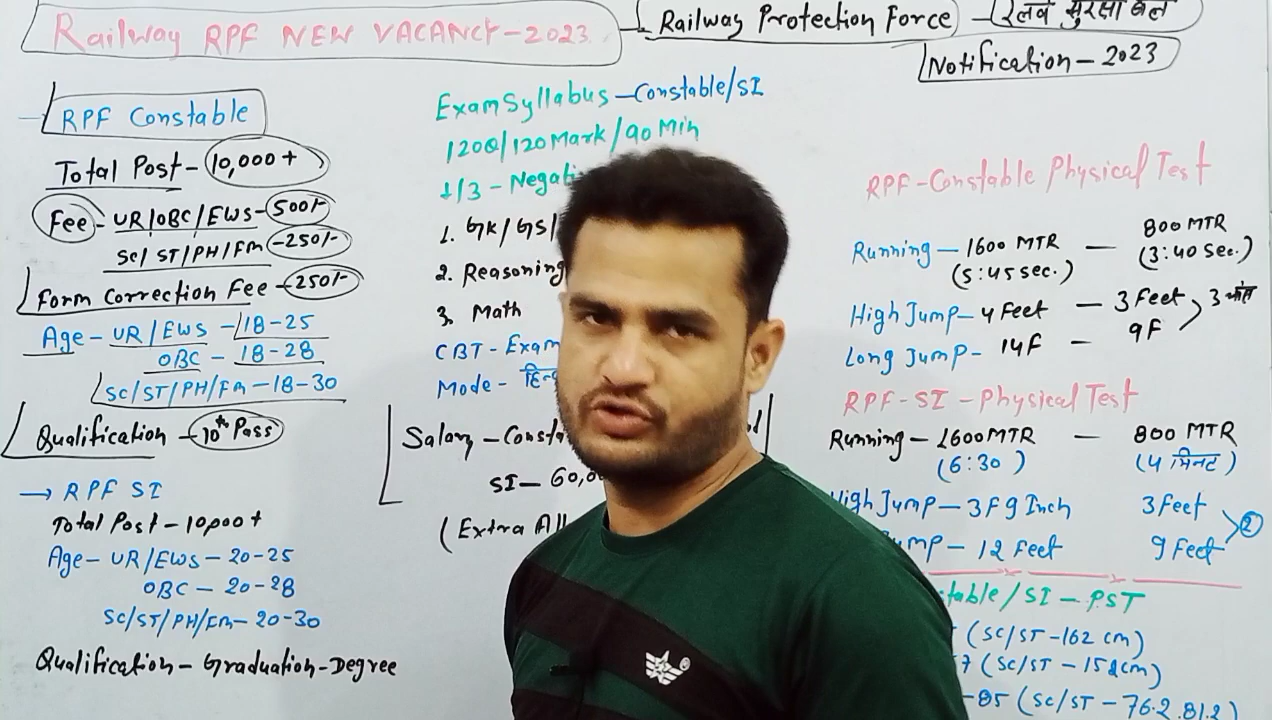 Railway RPF NEW VACANCY-2023
Railway Protection Force - रेलवे सुरक्षा बल
Notification - 2023
RPF Constable
Total Post - 10,000+
Fee - UR/OBC/EWS - 500/-
SC/ST/PH/Fm - 250/-
Form Correction Fee - 250/-
Age - UR/EWS - 18-25
OBC - 18-28
SC/ST/PH/Fm - 18-30
Qualification - 10th Pass
→ RPF SI
Total Post - 10,000+
Age - UR/EWS - 20-25
OBC - 20-28
SC/ST/PH/Fm - 20-30
Qualification - Graduation - Degree
Exam Syllabus - Constable/SI
120Q/120 Mark/90 Min
1/3 - Negati
1. GK/GS/
2. Reasoning
3. Math
CBT - Exam
Mode -
Salary - Consta
SI - 60,0
(Extra All
RPF - Constable Physical Test
Running - 1600 MTR - 800 MTR
(5:45 sec.) (3:40 sec.)
High Jump - 4 Feet - 3 Feet
Long Jump - 14F - 9F
3
RPF - SI - Physical Test
Running - 1600 MTR - 800 MTR
(6:30) (4 मिनट)
High Jump - 3F 9 Inch 3 Feet
ump - 12 Feet 9 Feet
2
table/SI - PST
(SC/ST - 162 cm)
7 (SC/ST - 152cm)
-85 (SC/ST - 76.2, 81.2)